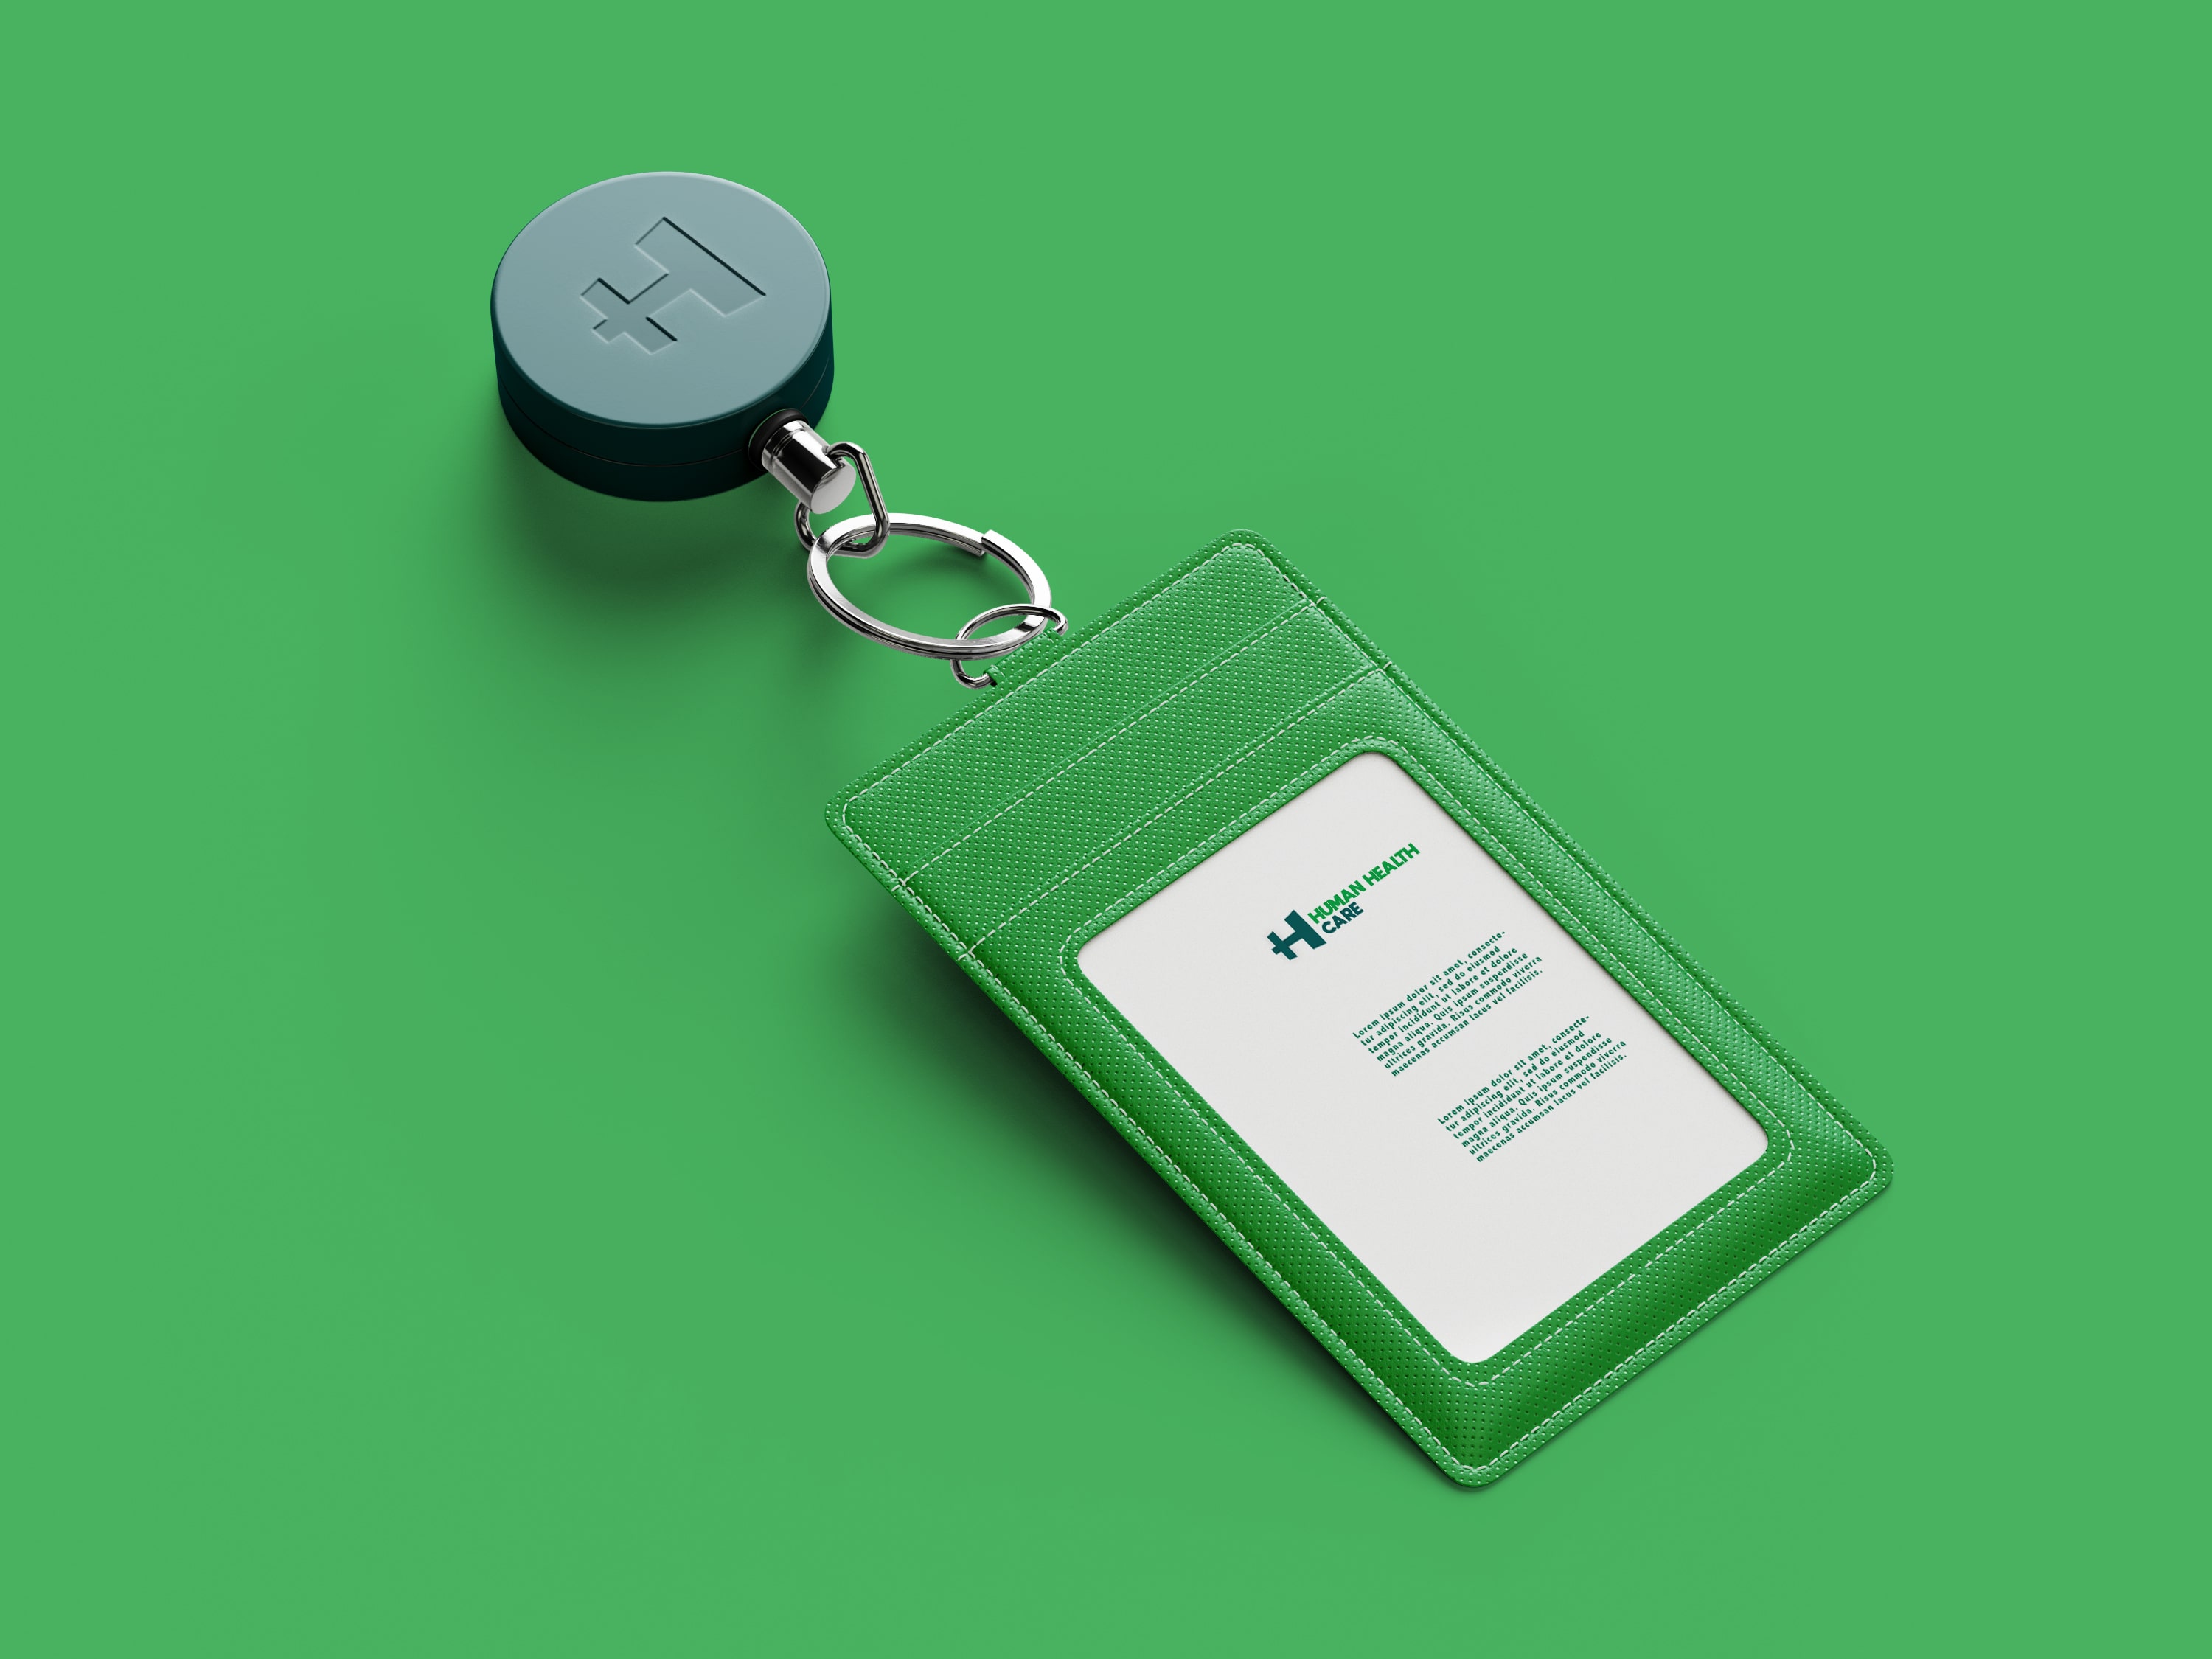 H
HUMAN HEALTH
CARE
Lorem ipsum dolor sit amet, consecte-
tur adipiscing elit, sed do eiusmod
tempor incididunt ut labore et dolore
magna aliqua. Quis ipsum suspendisse
ultrices gravida. Risus commodo viverra
maecenas accumsan lacus vel facilisis.
Lorem ipsum dolor sit amet, consecte-
tur adipiscing elit, sed do eiusmod
tempor incididunt ut labore et dolore
magna aliqua. Quis ipsum suspendisse
ultrices gravida. Risus commodo viverra
maecenas accumsan lacus vel facilisis.